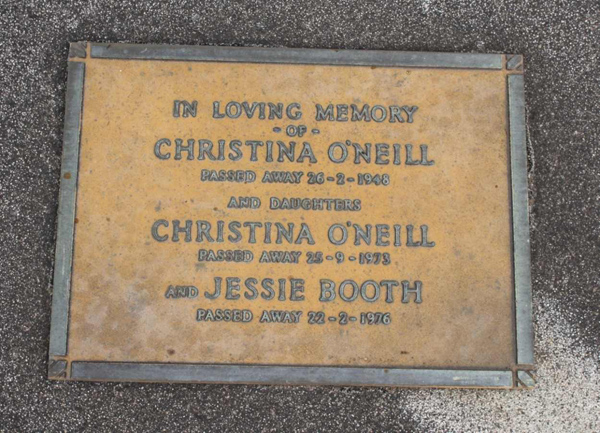 IN LOVING MEMORY
- OF -
CHRISTINA O'NEILL
PASSED AWAY 26-2-1948
AND DAUGHTERS
CHRISTINA O'NEILL
PASSED AWAY 25-9-1973
AND JESSIE BOOTH
PASSED AWAY 22-2-1976